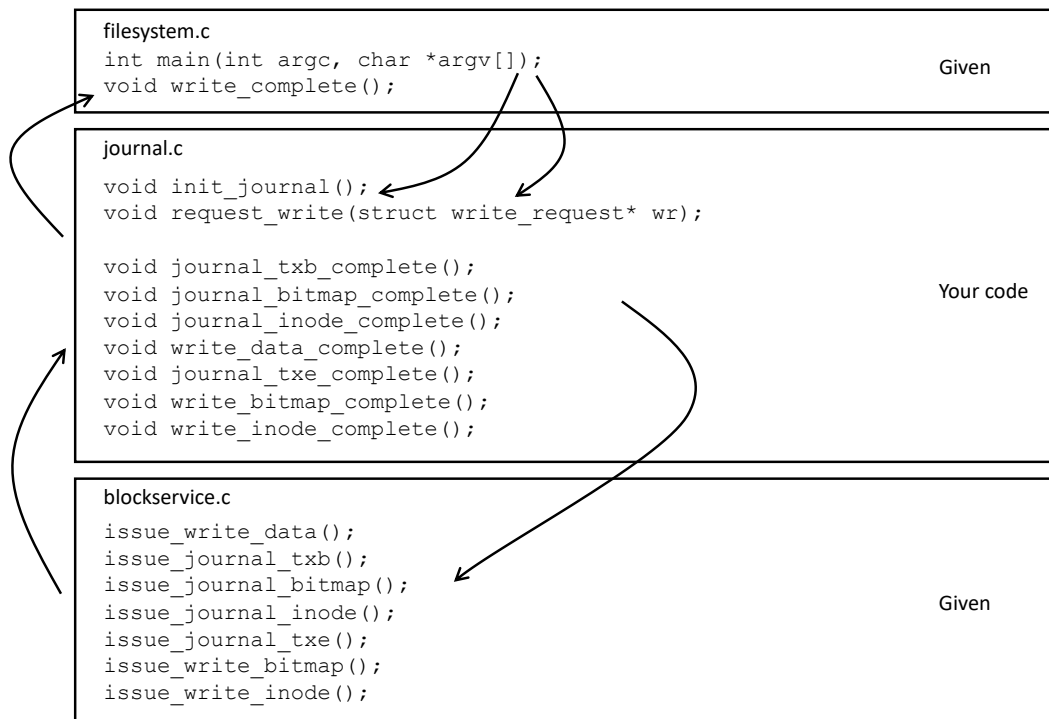 filesystem.c
int main(int argc, char *argv[]);
void write_complete();
Given
journal.c
void init_journal();
void request_write(struct write_request* wr);
void journal_txb_complete();
void journal_bitmap_complete();
void journal_inode_complete();
void write_data_complete();
void journal_txe_complete();
void write_bitmap_complete();
void write_inode_complete();
Your code
blockservice.c
issue_write_data();
issue_journal_txb();
issue_journal_bitmap();
issue_journal_inode();
issue_journal_txe();
issue_write_bitmap();
issue_write_inode();
Given